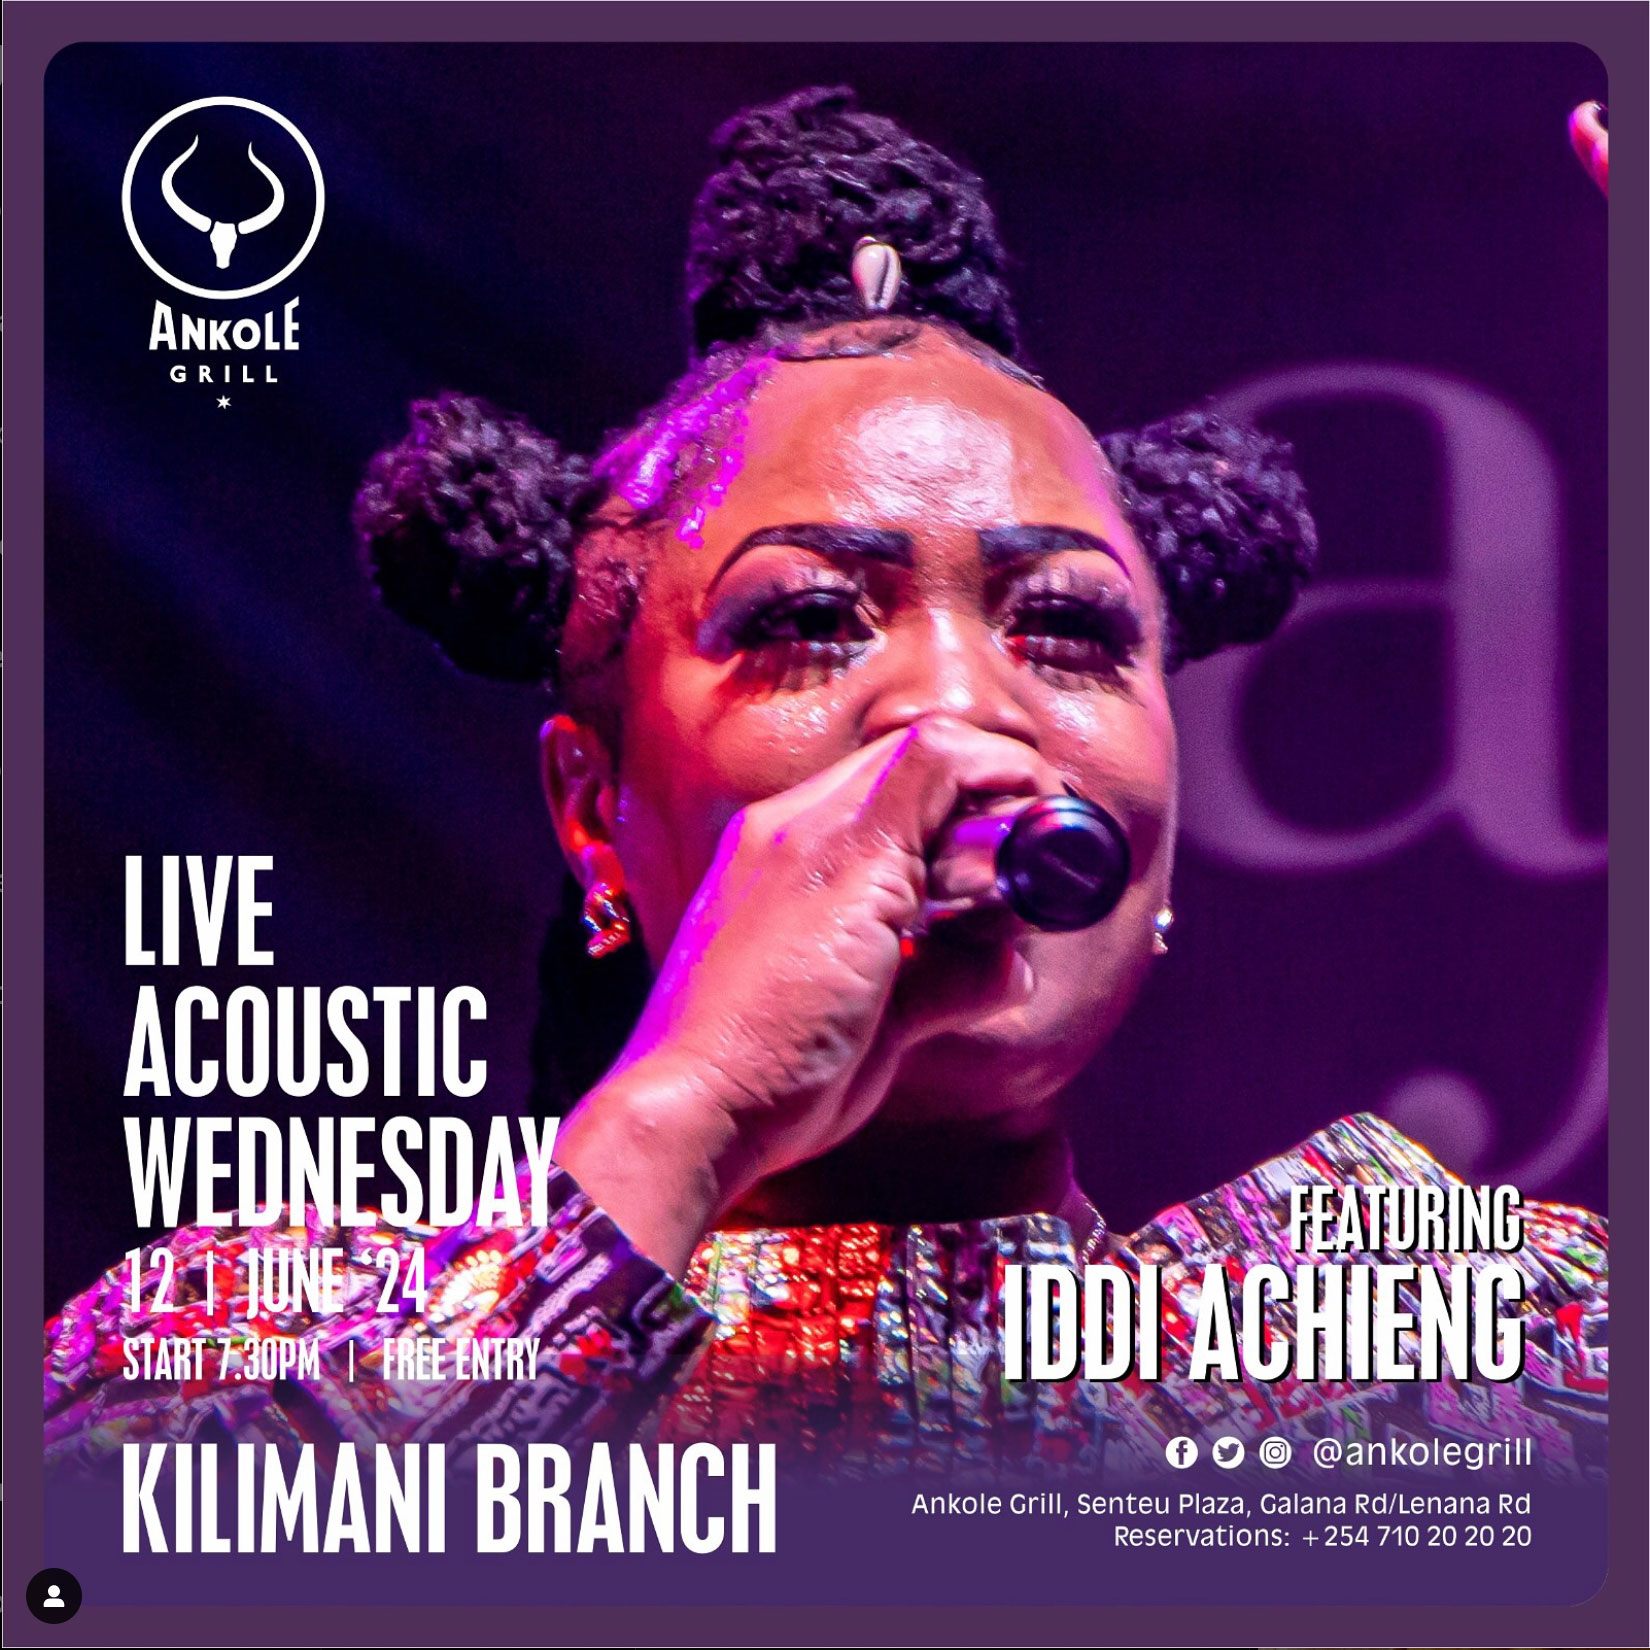 ANKOLE
GRILL
a
LIVE
ACOUSTIC
WEDNESDAY
12 | JUNE ‘24
START 7.30PM | FREE ENTRY
KILIMANI BRANCH
FEATURING
IDDI ACHIENG
@ankolegrill
Ankole Grill, Senteu Plaza, Galana Rd/Lenana Rd
Reservations: +254 710 20 20 20